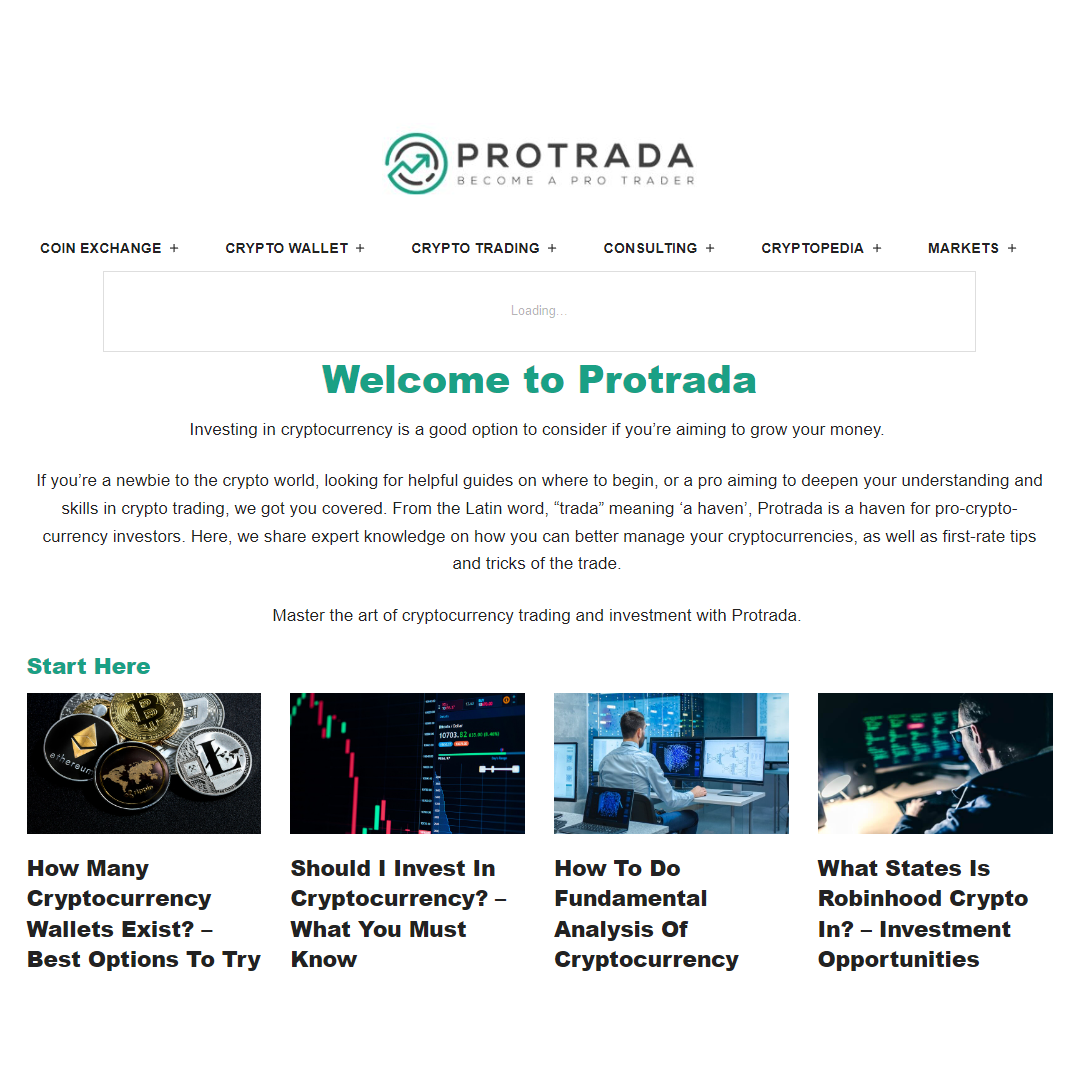 PROTRADA
BECOME A PRO TRADER
COIN EXCHANGE + CRYPTO WALLET + CRYPTO TRADING + CONSULTING + CRYPTOPEDIA + MARKETS +
Loading...
Welcome to Protrada
Investing in cryptocurrency is a good option to consider if you’re aiming to grow your money.
If you’re a newbie to the crypto world, looking for helpful guides on where to begin, or a pro aiming to deepen your understanding and
skills in crypto trading, we got you covered. From the Latin word, “trada” meaning ‘a haven’, Protrada is a haven for pro-crypto-
currency investors. Here, we share expert knowledge on how you can better manage your cryptocurrencies, as well as first-rate tips
and tricks of the trade.
Master the art of cryptocurrency trading and investment with Protrada.
Start Here
ethereum
ripple
10703.82
How Many
Cryptocurrency
Wallets Exist? –
Best Options To Try
Should I Invest In
Cryptocurrency? –
What You Must
Know
How To Do
Fundamental
Analysis Of
Cryptocurrency
What States Is
Robinhood Crypto
In? – Investment
Opportunities